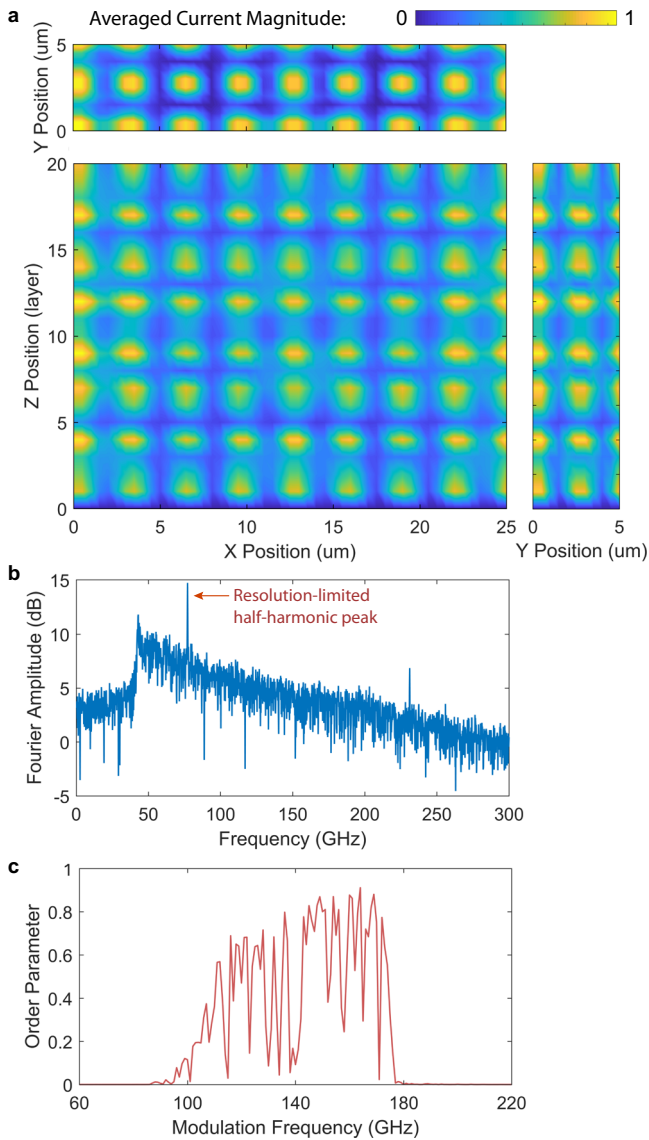 a Averaged Current Magnitude: 0 1
5
0
Y Position (um)
20
15
10
5
0
Z Position (layer)
0 5 10 15 20 25
X Position (um)
0 5
Y Position (um)
b
15
10
5
0
-5
Fourier Amplitude (dB)
Resolution-limited
half-harmonic peak
0 50 100 150 200 250 300
Frequency (GHz)
c
1
0.8
0.6
0.4
0.2
0
Order Parameter
60 100 140 180 220
Modulation Frequency (GHz)